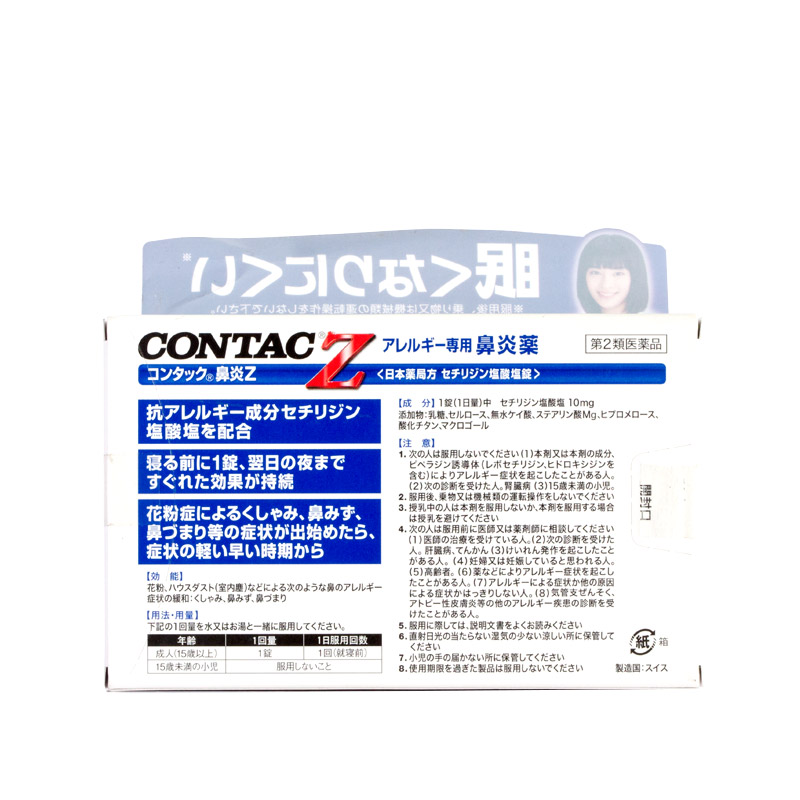 眠くなりにくい※
※服用後、乗り物又は機械類の運転操作をしないで下さい。
CONTAC®Z アレルギー専用 鼻炎薬
第2類医薬品
コンタック®鼻炎Z
<日本薬局方 セチリジン塩酸塩錠>
抗アレルギー成分セチリジン
塩酸塩を配合
寝る前に1錠、翌日の夜まで
すぐれた効果が持続
花粉症によるくしゃみ、鼻みず、
鼻づまり等の症状が出始めたら、
症状の軽い早い時期から
【効 能】
花粉、ハウスダスト(室内塵)などによる次のような鼻のアレルギー
症状の緩和:くしゃみ、鼻みず、鼻づまり
【用法・用量】
下記の1回量を水又はお湯と一緒に服用してください。
年齢 1回量 1日服用回数
成人(15歳以上) 1錠 1回(就寝前)
15歳未満の小児 服用しないこと
【成 分】1錠(1日量)中 セチリジン塩酸塩 10mg
添加物:乳糖、セルロース、無水ケイ酸、ステアリン酸Mg、ヒプロメロース、
酸化チタン、マクロゴール
【注 意】
1. 次の人は服用しないでください (1)本剤又は本剤の成分、
ピペラジン誘導体(レボセチリジン、ヒドロキシジンを
含む)によりアレルギー症状を起こしたことがある人。
(2)次の診断を受けた人。腎臓病 (3)15歳未満の小児。
2. 服用後、乗物又は機械類の運転操作をしないでください
3. 授乳中の人は本剤を服用しないか、本剤を服用する場合
は授乳を避けてください
4. 次の人は服用前に医師又は薬剤師に相談してください
(1)医師の治療を受けている人。(2)次の診断を受けた
人。肝臓病、てんかん (3)けいれん発作を起こしたこと
がある人。(4)妊婦又は妊娠していると思われる人。
(5)高齢者。(6)薬などによりアレルギー症状を起こし
たことがある人。(7)アレルギーによる症状か他の原因
による症状かはっきりしない人。(8)気管支ぜんそく、
アトピー性皮膚炎等の他のアレルギー疾患の診断を受
けたことがある人。
5. 服用に際しては、説明文書をよくお読みください
6. 直射日光の当たらない湿気の少ない涼しい所に保管して
ください
7. 小児の手の届かない所に保管してください
8. 使用期限を過ぎた製品は服用しないでください
開封口
紙 箱
製造国:スイス